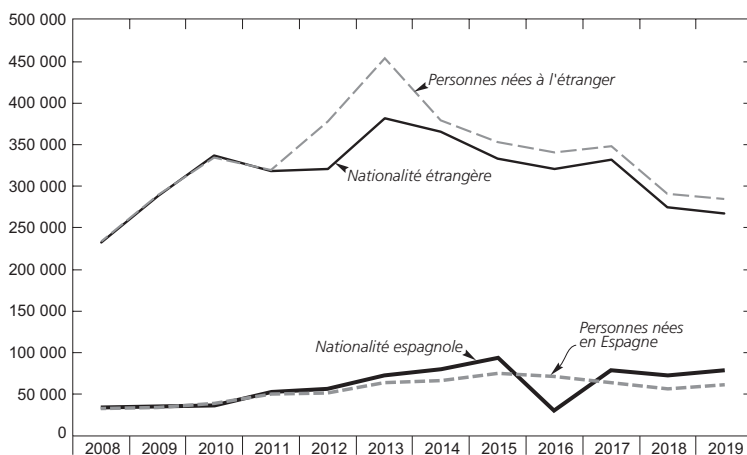 500 000
450 000
400 000
350 000
300 000
250 000
200 000
150 000
100 000
50 000
0
Personnes nées à l'étranger
Nationalité étrangère
Nationalité espagnole
Personnes nées
en Espagne
2008 2009 2010 2011 2012 2013 2014 2015 2016 2017 2018 2019